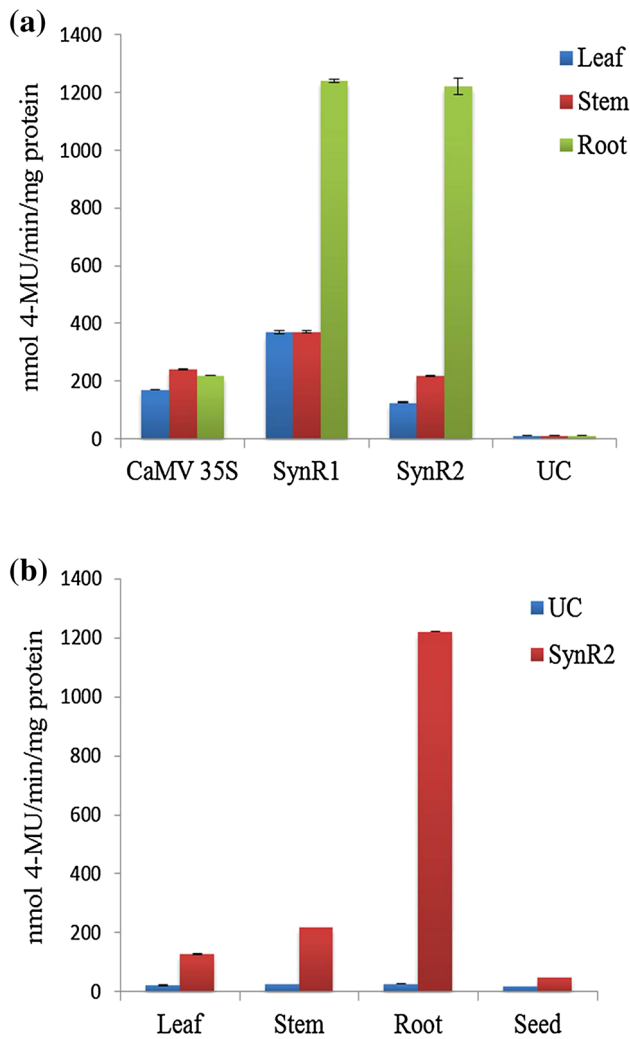 (a)
1400
1200
1000
800
600
400
200
0
nmol 4-MU/min/mg protein
Leaf
Stem
Root
CaMV 35S SynR1 SynR2 UC
(b)
1400
1200
1000
800
600
400
200
0
nmol 4-MU/min/mg protein
UC
SynR2
Leaf Stem Root Seed